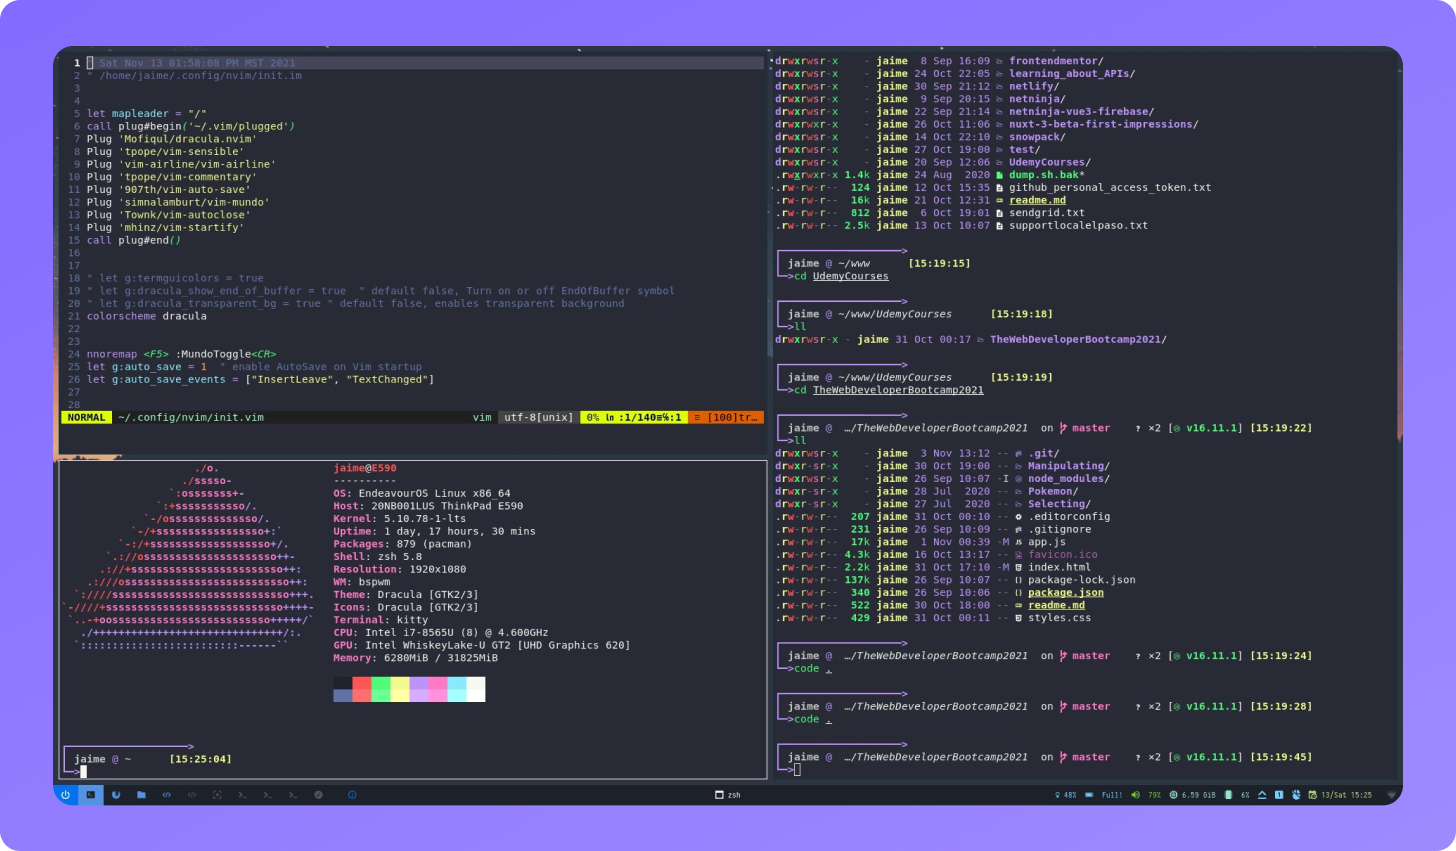 1 " Sat Nov 13 01:58:08 PM MST 2021
2 " /home/jaime/.config/nvim/init.im
3
4
5 let mapleader = "/"
6 call plug#begin('~/.vim/plugged')
7 Plug 'Mofiqul/dracula.nvim'
8 Plug 'tpope/vim-sensible'
9 Plug 'vim-airline/vim-airline'
10 Plug 'tpope/vim-commentary'
11 Plug '907th/vim-auto-save'
12 Plug 'simnalamburt/vim-mundo'
13 Plug 'Townk/vim-autoclose'
14 Plug 'mhinz/vim-startify'
15 call plug#end()
16
17
18 " let g:termguicolors = true
19 " let g:dracula_show_end_of_buffer = true  " default false, Turn on or off EndOfBuffer symbol
20 " let g:dracula_transparent_bg = true " default false, enables transparent background
21 colorscheme dracula
22
23
24 nnoremap <F5> :MundoToggle<CR>
25 let g:auto_save = 1  " enable AutoSave on Vim startup
26 let g:auto_save_events = ["InsertLeave", "TextChanged"]
27
28
NORMAL ~/.config/nvim/init.vim vim utf-8[unix] 0% ㏑ :1/140≡℅:1 ≡ [100]tr…
./o.
./sssso-
`:osssssss+-
`:+sssssssssso/.
`-/ossssssssssssso/.
`-/+sssssssssssssssso+:`
`-:/+sssssssssssssssssso+/.
`.://osssssssssssssssssssso++-
.://+ssssssssssssssssssssssso++:
.:///ossssssssssssssssssssssssso++:
`:////ssssssssssssssssssssssssssso+++.
`-////+ssssssssssssssssssssssssssso++++-
`..-+oosssssssssssssssssssssssso+++++/`
./++++++++++++++++++++++++++++++/:.
`:::::::::::::::::::::::::------``
jaime@E590
----------
OS: EndeavourOS Linux x86_64
Host: 20NB001LUS ThinkPad E590
Kernel: 5.10.78-1-lts
Uptime: 1 day, 17 hours, 30 mins
Packages: 879 (pacman)
Shell: zsh 5.8
Resolution: 1920x1080
WM: bspwm
Theme: Dracula [GTK2/3]
Icons: Dracula [GTK2/3]
Terminal: kitty
CPU: Intel i7-8565U (8) @ 4.600GHz
GPU: Intel WhiskeyLake-U GT2 [UHD Graphics 620]
Memory: 6280MiB / 31825MiB
jaime @ ~ [15:25:04]
>
drwxrwsr-x - jaime 8 Sep 16:09 frontendmentor/
drwxrwsr-x - jaime 24 Oct 22:05 learning_about_APIs/
drwxrwsr-x - jaime 30 Sep 21:12 netlify/
drwxrwsr-x - jaime 9 Sep 20:15 netninja/
drwxrwsr-x - jaime 22 Sep 21:14 netninja-vue3-firebase/
drwxrwxr-x - jaime 26 Oct 11:06 nuxt-3-beta-first-impressions/
drwxrwsr-x - jaime 14 Oct 22:10 snowpack/
drwxrwsr-x - jaime 27 Oct 19:00 test/
drwxrwsr-x - jaime 20 Sep 12:06 UdemyCourses/
.rwxrwxr-x 1.4k jaime 24 Aug 2020 dump.sh.bak*
.rw-rw-r-- 124 jaime 12 Oct 15:35 github_personal_access_token.txt
.rw-rw-r-- 16k jaime 21 Oct 12:31 readme.md
.rw-rw-r-- 812 jaime 6 Oct 19:01 sendgrid.txt
.rw-rw-r-- 2.5k jaime 13 Oct 10:07 supportlocalelpaso.txt
jaime @ ~/www [15:19:15]
>cd UdemyCourses
jaime @ ~/www/UdemyCourses [15:19:18]
>ll
drwxrwsr-x - jaime 31 Oct 00:17 TheWebDeveloperBootcamp2021/
jaime @ ~/www/UdemyCourses [15:19:19]
>cd TheWebDeveloperBootcamp2021
jaime @ …/TheWebDeveloperBootcamp2021 on master ? ×2 [ v16.11.1] [15:19:22]
>ll
drwxrwsr-x - jaime 3 Nov 13:12 -- .git/
drwxr-sr-x - jaime 30 Oct 19:00 -- Manipulating/
drwxrwsr-x - jaime 26 Sep 10:07 -I node_modules/
drwxr-sr-x - jaime 28 Jul 2020 -- Pokemon/
drwxr-sr-x - jaime 27 Jul 2020 -- Selecting/
.rw-rw-r-- 207 jaime 31 Oct 00:10 -- .editorconfig
.rw-rw-r-- 231 jaime 26 Sep 10:09 -- .gitignore
.rw-rw-r-- 17k jaime 1 Nov 00:39 -M JS app.js
.rw-rw-r-- 4.3k jaime 16 Oct 13:17 -- favicon.ico
.rw-rw-r-- 2.2k jaime 31 Oct 17:10 -M index.html
.rw-rw-r-- 137k jaime 26 Sep 10:07 -- package-lock.json
.rw-rw-r-- 340 jaime 26 Sep 10:06 -- package.json
.rw-rw-r-- 522 jaime 30 Oct 18:00 -- readme.md
.rw-rw-r-- 429 jaime 31 Oct 00:11 -- styles.css
jaime @ …/TheWebDeveloperBootcamp2021 on master ? ×2 [ v16.11.1] [15:19:24]
>code .
jaime @ …/TheWebDeveloperBootcamp2021 on master ? ×2 [ v16.11.1] [15:19:28]
>code .
jaime @ …/TheWebDeveloperBootcamp2021 on master ? ×2 [ v16.11.1] [15:19:45]
>
zsh 48% Full! 79% 6.59 GiB 6% 13/Sat 15:25